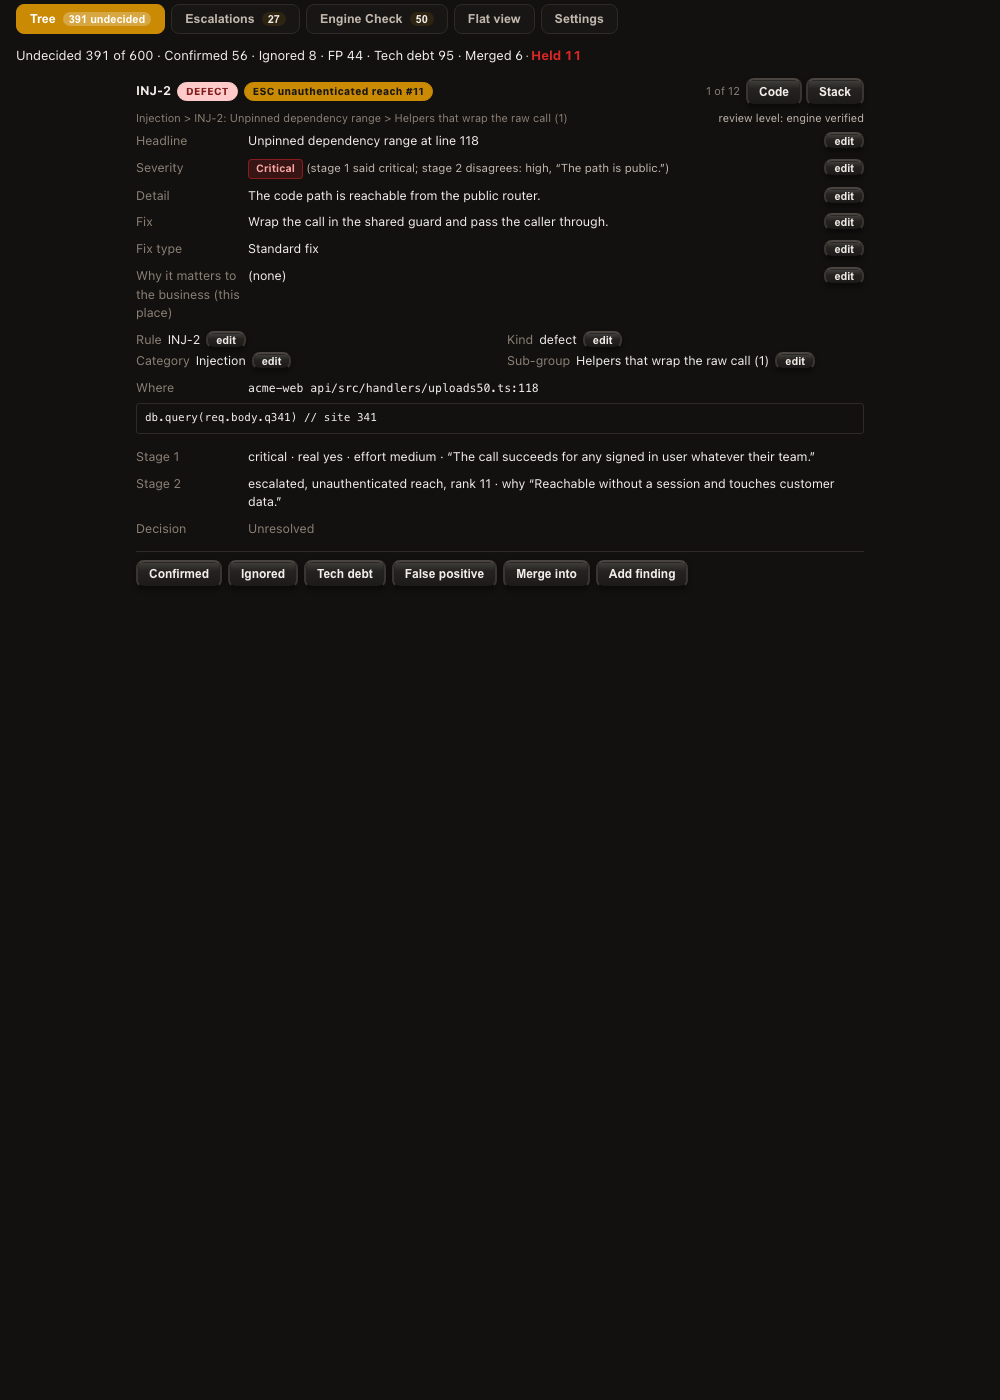 Tree 391 undecided Escalations 27 Engine Check 50 Flat view Settings
Undecided 391 of 600 · Confirmed 56 · Ignored 8 · FP 44 · Tech debt 95 · Merged 6 · Held 11
INJ-2 DEFECT ESC unauthenticated reach #11 1 of 12 Code Stack
Injection > INJ-2: Unpinned dependency range > Helpers that wrap the raw call (1) review level: engine verified
Headline Unpinned dependency range at line 118 edit
Severity Critical (stage 1 said critical; stage 2 disagrees: high, “The path is public.”) edit
Detail The code path is reachable from the public router. edit
Fix Wrap the call in the shared guard and pass the caller through. edit
Fix type Standard fix edit
Why it matters to (none) edit
the business (this
place)
Rule INJ-2 edit Kind defect edit
Category Injection edit Sub-group Helpers that wrap the raw call (1) edit
Where acme-web api/src/handlers/uploads50.ts:118
db.query(req.body.q341) // site 341
Stage 1 critical · real yes · effort medium · “The call succeeds for any signed in user whatever their team.”
Stage 2 escalated, unauthenticated reach, rank 11 · why “Reachable without a session and touches customer
data.”
Decision Unresolved
Confirmed Ignored Tech debt False positive Merge into Add finding